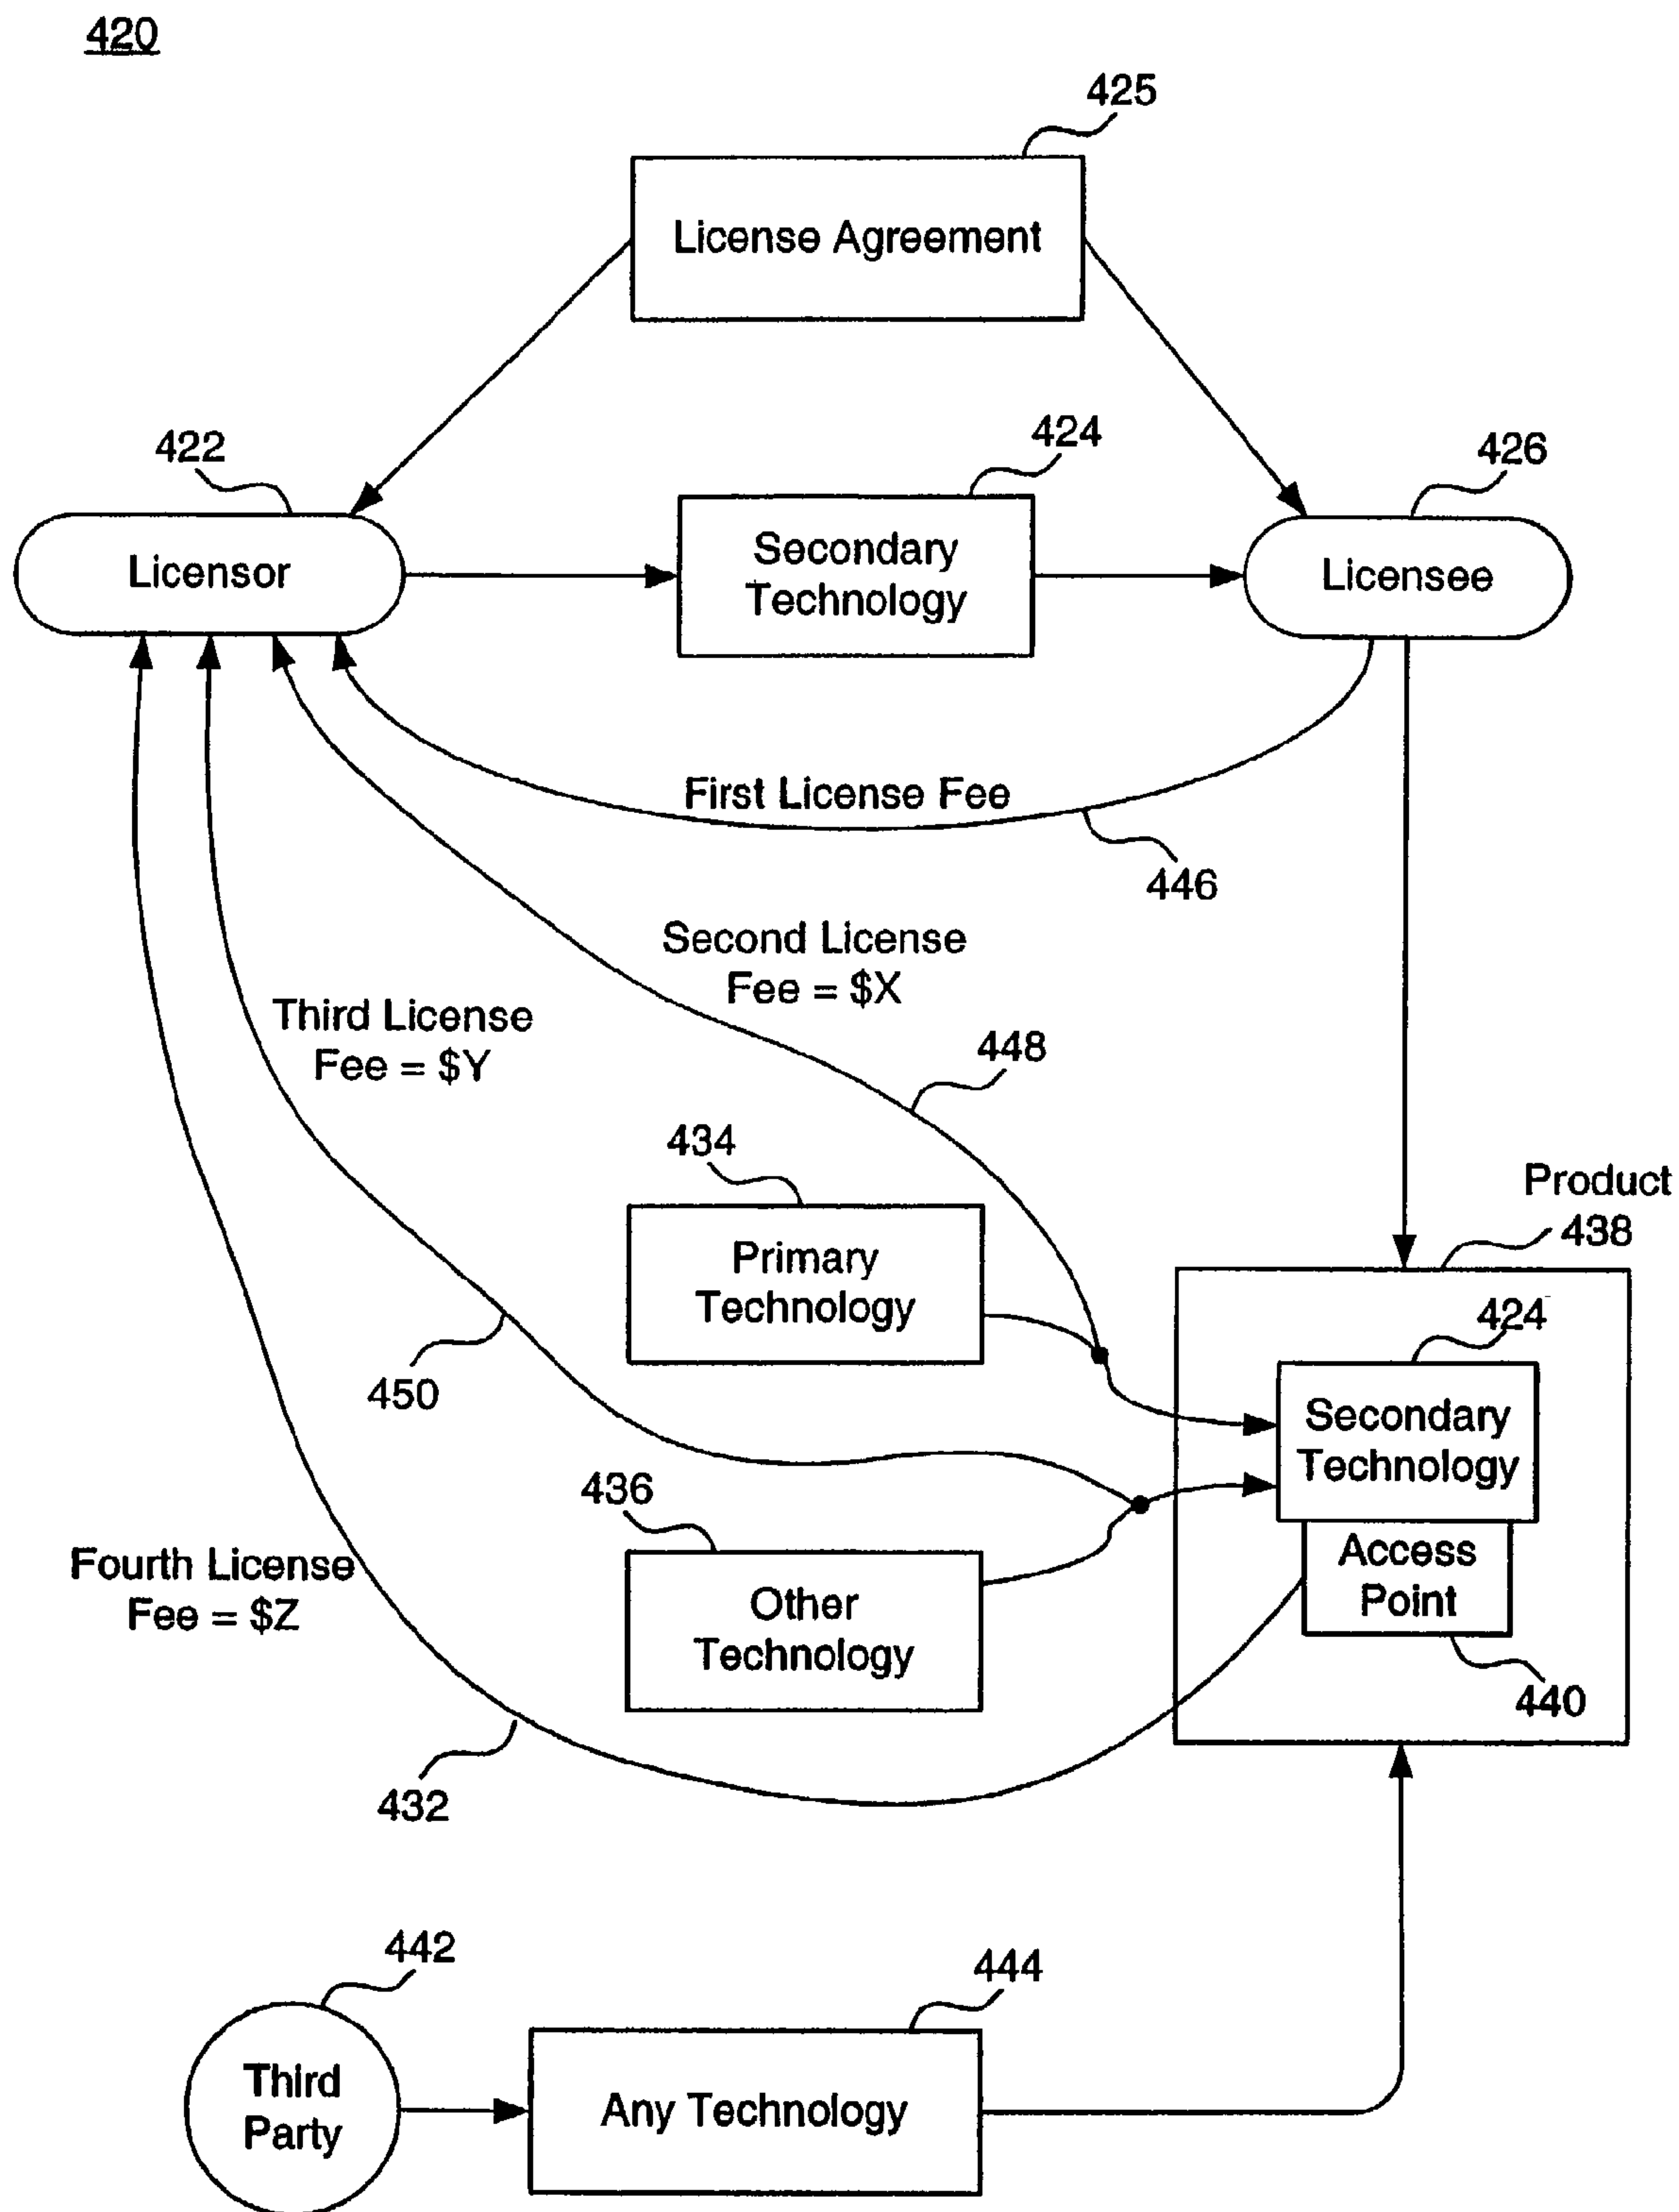 420
425
License Agreement
422
424
426
Licensor
Secondary
Technology
Licensee
First License Fee
446
Second License
Fee = $X
Third License
Fee = $Y
448
434
Primary
Technology
Product
438
424
450
Secondary
Technology
436
Access
Point
Fourth License
Fee = $Z
Other
Technology
440
432
442
444
Third
Party
Any Technology